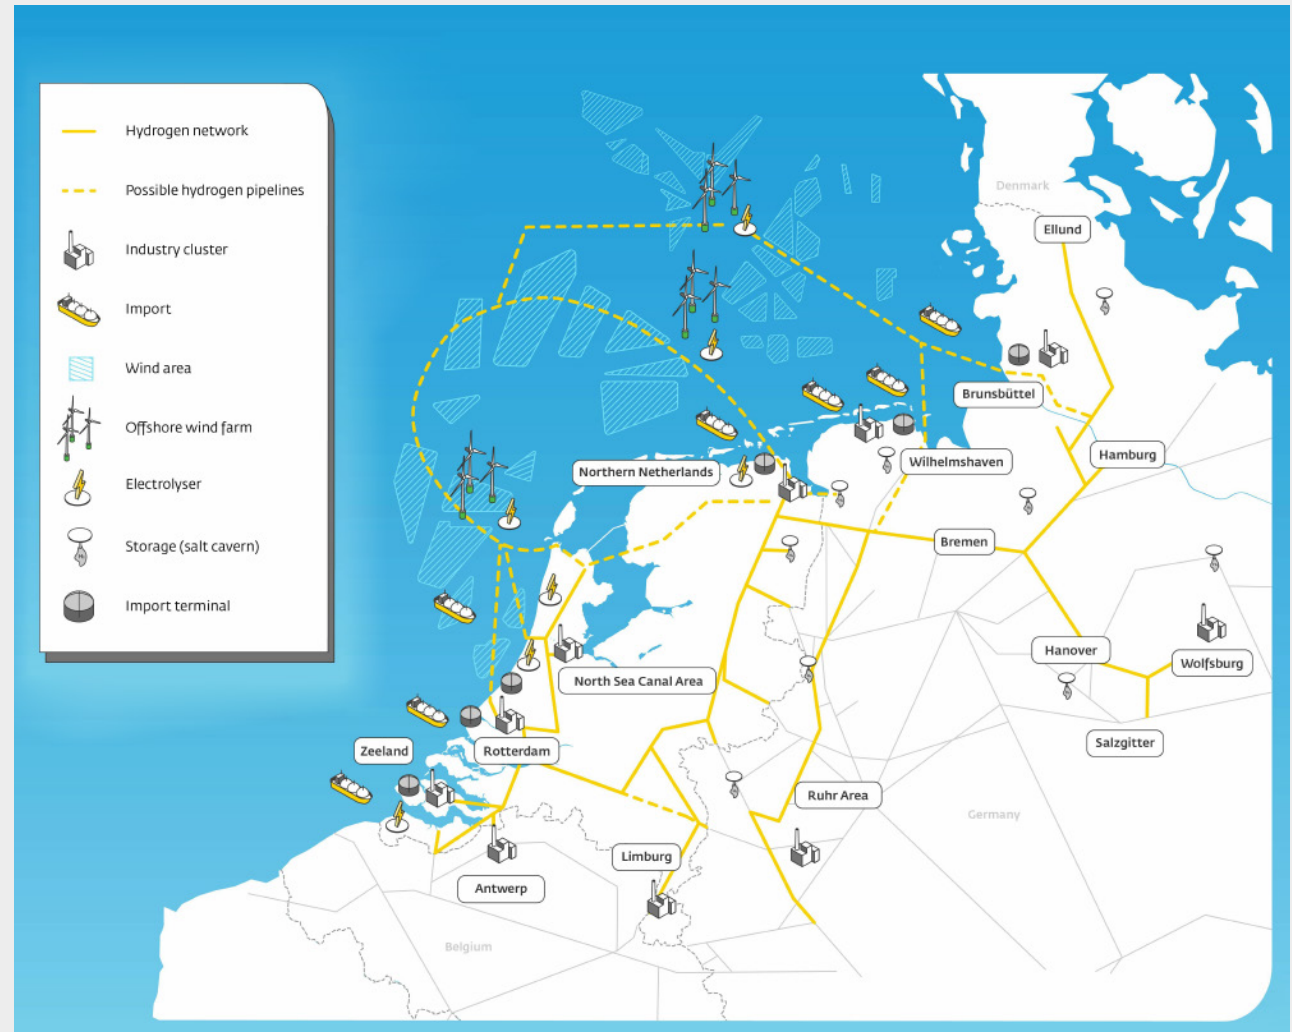 Hydrogen network
Possible hydrogen pipelines
Industry cluster
Import
Wind area
Offshore wind farm
Electrolyser
Storage (salt cavern)
Import terminal
Denmark
Ellund
Brunsbüttel
Hamburg
Northern Netherlands
Wilhelmshaven
Bremen
Hanover
Wolfsburg
North Sea Canal Area
Salzgitter
Zeeland
Rotterdam
Ruhr Area
Germany
Limburg
Antwerp
Belgium